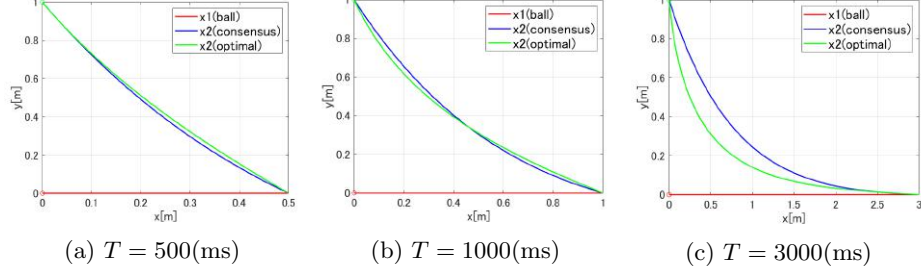 x1(ball)
x2(consensus)
x2(optimal)
y[m]
1
0.8
0.6
0.4
0.2
0
0 0.1 0.2 0.3 0.4 0.5
x[m]
(a) T = 500(ms)
x1(ball)
x2(consensus)
x2(optimal)
y[m]
1
0.8
0.6
0.4
0.2
0
0 0.2 0.4 0.6 0.8 1
x[m]
(b) T = 1000(ms)
x1(ball)
x2(consensus)
x2(optimal)
y[m]
1
0.8
0.6
0.4
0.2
0
0 0.5 1 1.5 2 2.5 3
x[m]
(c) T = 3000(ms)